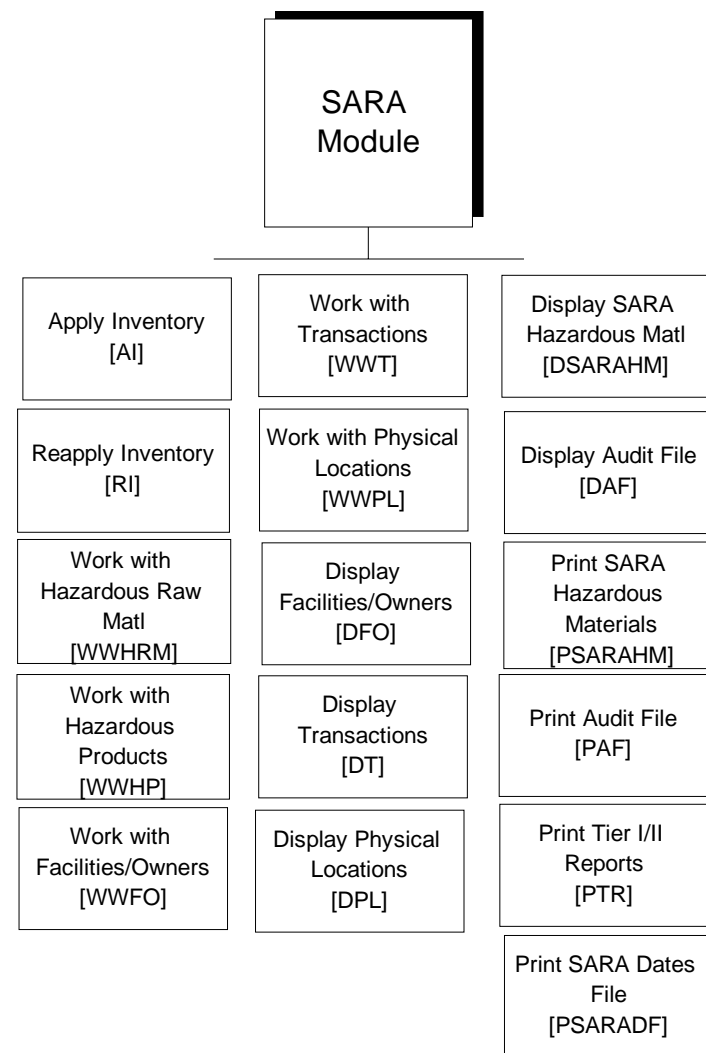 SARA
Module
Apply Inventory
[AI]
Reapply Inventory
[RI]
Work with
Hazardous Raw
Matl
[WWHRM]
Work with
Hazardous
Products
[WWHP]
Work with
Facilities/Owners
[WWFO]
Work with
Transactions
[WWT]
Work with Physical
Locations
[WWPL]
Display
Facilities/Owners
[DFO]
Display
Transactions
[DT]
Display Physical
Locations
[DPL]
Display SARA
Hazardous Matl
[DSARAHM]
Display Audit File
[DAF]
Print SARA
Hazardous
Materials
[PSARAHM]
Print Audit File
[PAF]
Print Tier I/II
Reports
[PTR]
Print SARA Dates
File
[PSARADF]